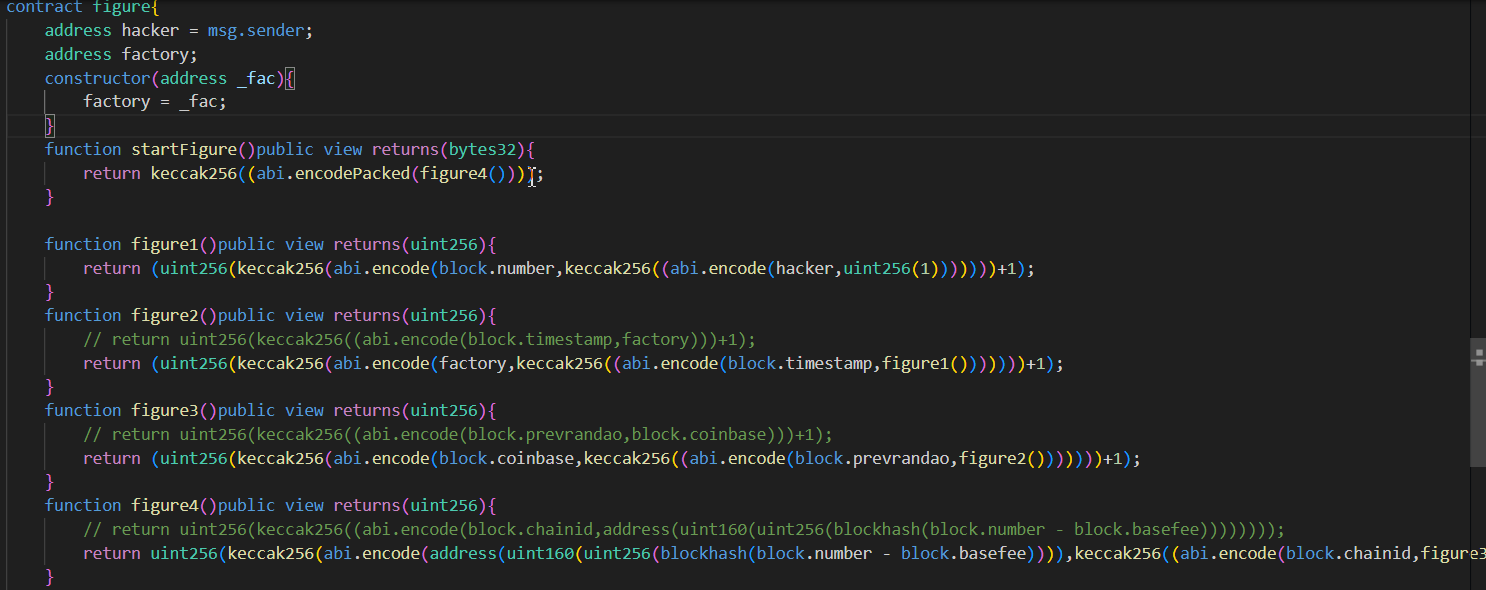 contract figure{
    address hacker = msg.sender;
    address factory;
    constructor(address _fac){
        factory = _fac;
    }
    function startFigure()public view returns(bytes32){
        return keccak256((abi.encodePacked(figure4())));
    }
    function figure1()public view returns(uint256){
        return (uint256(keccak256(abi.encode(block.number,keccak256((abi.encode(hacker,uint256(1)))))))+1);
    }
    function figure2()public view returns(uint256){
        // return uint256(keccak256((abi.encode(block.timestamp,factory)))+1);
        return (uint256(keccak256(abi.encode(factory,keccak256((abi.encode(block.timestamp,figure1()))))))+1);
    }
    function figure3()public view returns(uint256){
        // return uint256(keccak256((abi.encode(block.prevrandao,block.coinbase)))+1);
        return (uint256(keccak256(abi.encode(block.coinbase,keccak256((abi.encode(block.prevrandao,figure2()))))))+1);
    }
    function figure4()public view returns(uint256){
        // return uint256(keccak256((abi.encode(block.chainid,address(uint160(uint256(blockhash(block.number - block.basefee))))))));
        return uint256(keccak256(abi.encode(address(uint160(uint256(blockhash(block.number - block.basefee)))),keccak256((abi.encode(block.chainid,figure3
    }